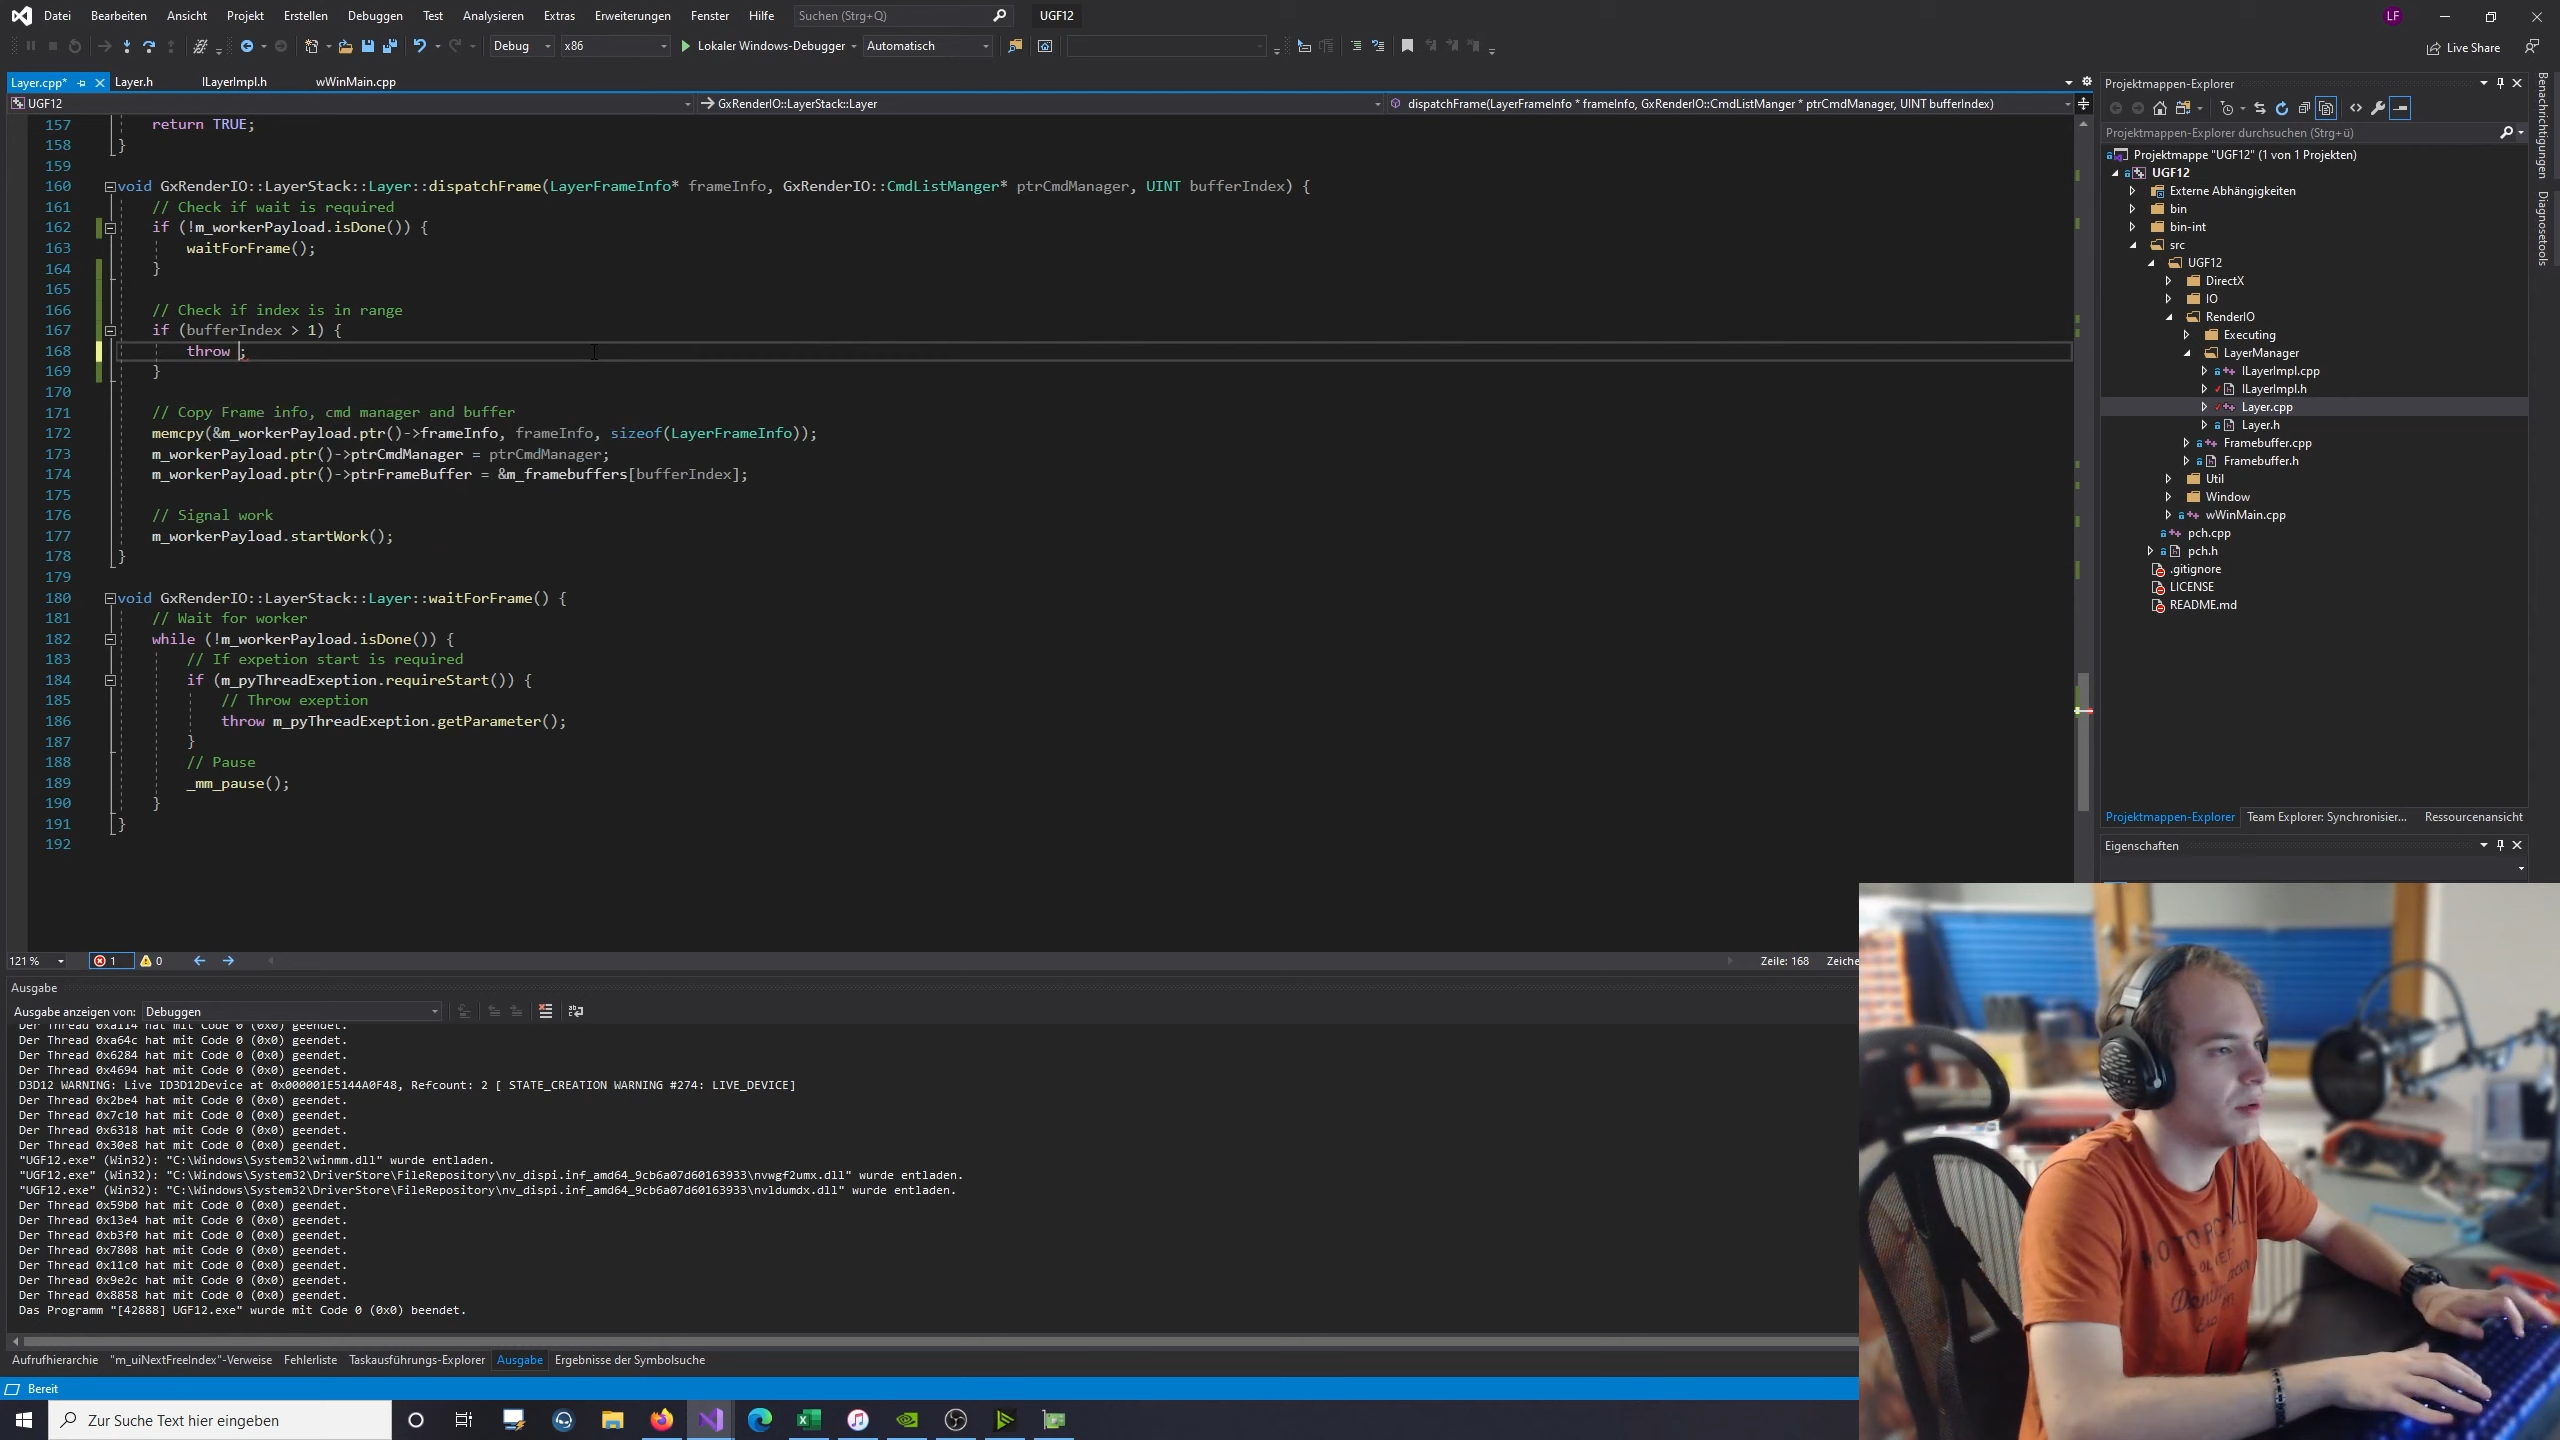 Datei Bearbeiten Ansicht Projekt Erstellen Debuggen Test Analysieren Extras Erweiterungen Fenster Hilfe Suchen (Strg+Q) UGF12 LF
Debug x86 Lokaler Windows-Debugger Automatisch Live Share
Layer.cpp* Layer.h ILayerImpl.h wWinMain.cpp
UGF12 GxRenderIO::LayerStack::Layer dispatchFrame(LayerFrameInfo * frameInfo, GxRenderIO::CmdListManger * ptrCmdManager, UINT bufferIndex)
157 return TRUE;
158 }
159
160 void GxRenderIO::LayerStack::Layer::dispatchFrame(LayerFrameInfo* frameInfo, GxRenderIO::CmdListManger* ptrCmdManager, UINT bufferIndex) {
161 // Check if wait is required
162 if (!m_workerPayload.isDone()) {
163 waitForFrame();
164 }
165
166 // Check if index is in range
167 if (bufferIndex > 1) {
168 throw ;
169 }
170
171 // Copy Frame info, cmd manager and buffer
172 memcpy(&m_workerPayload.ptr()->frameInfo, frameInfo, sizeof(LayerFrameInfo));
173 m_workerPayload.ptr()->ptrCmdManager = ptrCmdManager;
174 m_workerPayload.ptr()->ptrFrameBuffer = &m_framebuffers[bufferIndex];
175
176 // Signal work
177 m_workerPayload.startWork();
178 }
179
180 void GxRenderIO::LayerStack::Layer::waitForFrame() {
181 // Wait for worker
182 while (!m_workerPayload.isDone()) {
183 // If expetion start is required
184 if (m_pyThreadExeption.requireStart()) {
185 // Throw exeption
186 throw m_pyThreadExeption.getParameter();
187 }
188 // Pause
189 _mm_pause();
190 }
191 }
192
121 % 1 0 Zeile: 168 Zeiche
Ausgabe
Ausgabe anzeigen von: Debuggen
Der Thread 0xa114 hat mit Code 0 (0x0) geendet.
Der Thread 0xa64c hat mit Code 0 (0x0) geendet.
Der Thread 0x6284 hat mit Code 0 (0x0) geendet.
Der Thread 0x4694 hat mit Code 0 (0x0) geendet.
D3D12 WARNING: Live ID3D12Device at 0x000001E5144A0F48, Refcount: 2 [ STATE_CREATION WARNING #274: LIVE_DEVICE]
Der Thread 0x2be4 hat mit Code 0 (0x0) geendet.
Der Thread 0x7c10 hat mit Code 0 (0x0) geendet.
Der Thread 0x6318 hat mit Code 0 (0x0) geendet.
Der Thread 0x30e8 hat mit Code 0 (0x0) geendet.
"UGF12.exe" (Win32): "C:\Windows\System32\winmm.dll" wurde entladen.
"UGF12.exe" (Win32): "C:\Windows\System32\DriverStore\FileRepository\nv_dispi.inf_amd64_9cb6a07d60163933\nvwgf2umx.dll" wurde entladen.
"UGF12.exe" (Win32): "C:\Windows\System32\DriverStore\FileRepository\nv_dispi.inf_amd64_9cb6a07d60163933\nvldumdx.dll" wurde entladen.
Der Thread 0x59b0 hat mit Code 0 (0x0) geendet.
Der Thread 0x13e4 hat mit Code 0 (0x0) geendet.
Der Thread 0xb3f0 hat mit Code 0 (0x0) geendet.
Der Thread 0x7808 hat mit Code 0 (0x0) geendet.
Der Thread 0x11c0 hat mit Code 0 (0x0) geendet.
Der Thread 0x9e2c hat mit Code 0 (0x0) geendet.
Der Thread 0x8858 hat mit Code 0 (0x0) geendet.
Das Programm "[42888] UGF12.exe" wurde mit Code 0 (0x0) beendet.
Aufrufhierarchie "m_uiNextFreeIndex"-Verweise Fehlerliste Taskausführungs-Explorer Ausgabe Ergebnisse der Symbolsuche
Bereit
Zur Suche Text hier eingeben
Projektmappen-Explorer
Projektmappen-Explorer durchsuchen (Strg+ü)
Projektmappe "UGF12" (1 von 1 Projekten)
UGF12
Externe Abhängigkeiten
bin
bin-int
src
UGF12
DirectX
IO
RenderIO
Executing
LayerManager
ILayerImpl.cpp
ILayerImpl.h
Layer.cpp
Layer.h
Framebuffer.cpp
Framebuffer.h
Util
Window
wWinMain.cpp
pch.cpp
pch.h
.gitignore
LICENSE
README.md
Projektmappen-Explorer Team Explorer: Synchronisier... Ressourcenansicht
Eigenschaften
Benachrichtigungen
Diagnosetools